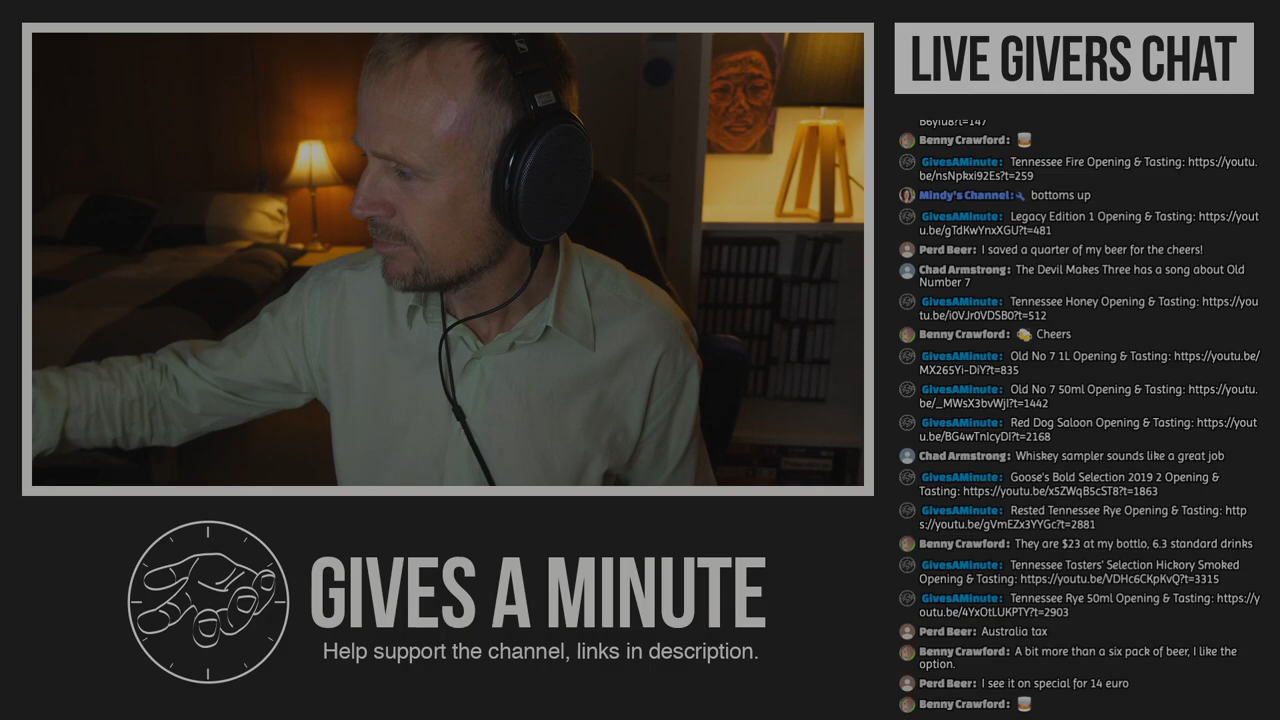 LIVE GIVERS CHAT
b6yfu8?t=147
Benny Crawford: 🥃
GivesAMinute: Tennessee Fire Opening & Tasting: https://youtu.
be/nsNpkxi92Es?t=259
Mindy's Channel: bottoms up
GivesAMinute: Legacy Edition 1 Opening & Tasting: https://yout
u.be/gTdKwYnxXGU?t=481
Perd Beer: I saved a quarter of my beer for the cheers!
Chad Armstrong: The Devil Makes Three has a song about Old
Number 7
GivesAMinute: Tennessee Honey Opening & Tasting: https://you
tu.be/i0VJr0VDSB0?t=512
Benny Crawford: 🍻 Cheers
GivesAMinute: Old No 7 1L Opening & Tasting: https://youtu.be/
MX265Yi-DiY?t=835
GivesAMinute: Old No 7 50ml Opening & Tasting: https://youtu.
be/_MWsX3bvWjI?t=1442
GivesAMinute: Red Dog Saloon Opening & Tasting: https://yout
u.be/BG4wTnIcyDI?t=2168
Chad Armstrong: Whiskey sampler sounds like a great job
GivesAMinute: Goose's Bold Selection 2019 2 Opening &
Tasting: https://youtu.be/x5ZWqB5cST8?t=1863
GivesAMinute: Rested Tennessee Rye Opening & Tasting: http
s://youtu.be/gVmEZx3YYGc?t=2881
Benny Crawford: They are $23 at my bottlo, 6.3 standard drinks
GivesAMinute: Tennessee Tasters' Selection Hickory Smoked
Opening & Tasting: https://youtu.be/VDHc6CKpKvQ?t=3315
GivesAMinute: Tennessee Rye 50ml Opening & Tasting: https://y
outu.be/4YxOtLUKPTY?t=2903
Perd Beer: Australia tax
Benny Crawford: A bit more than a six pack of beer, I like the
option.
Perd Beer: I see it on special for 14 euro
Benny Crawford: 🥃
GIVES A MINUTE
Help support the channel, links in description.